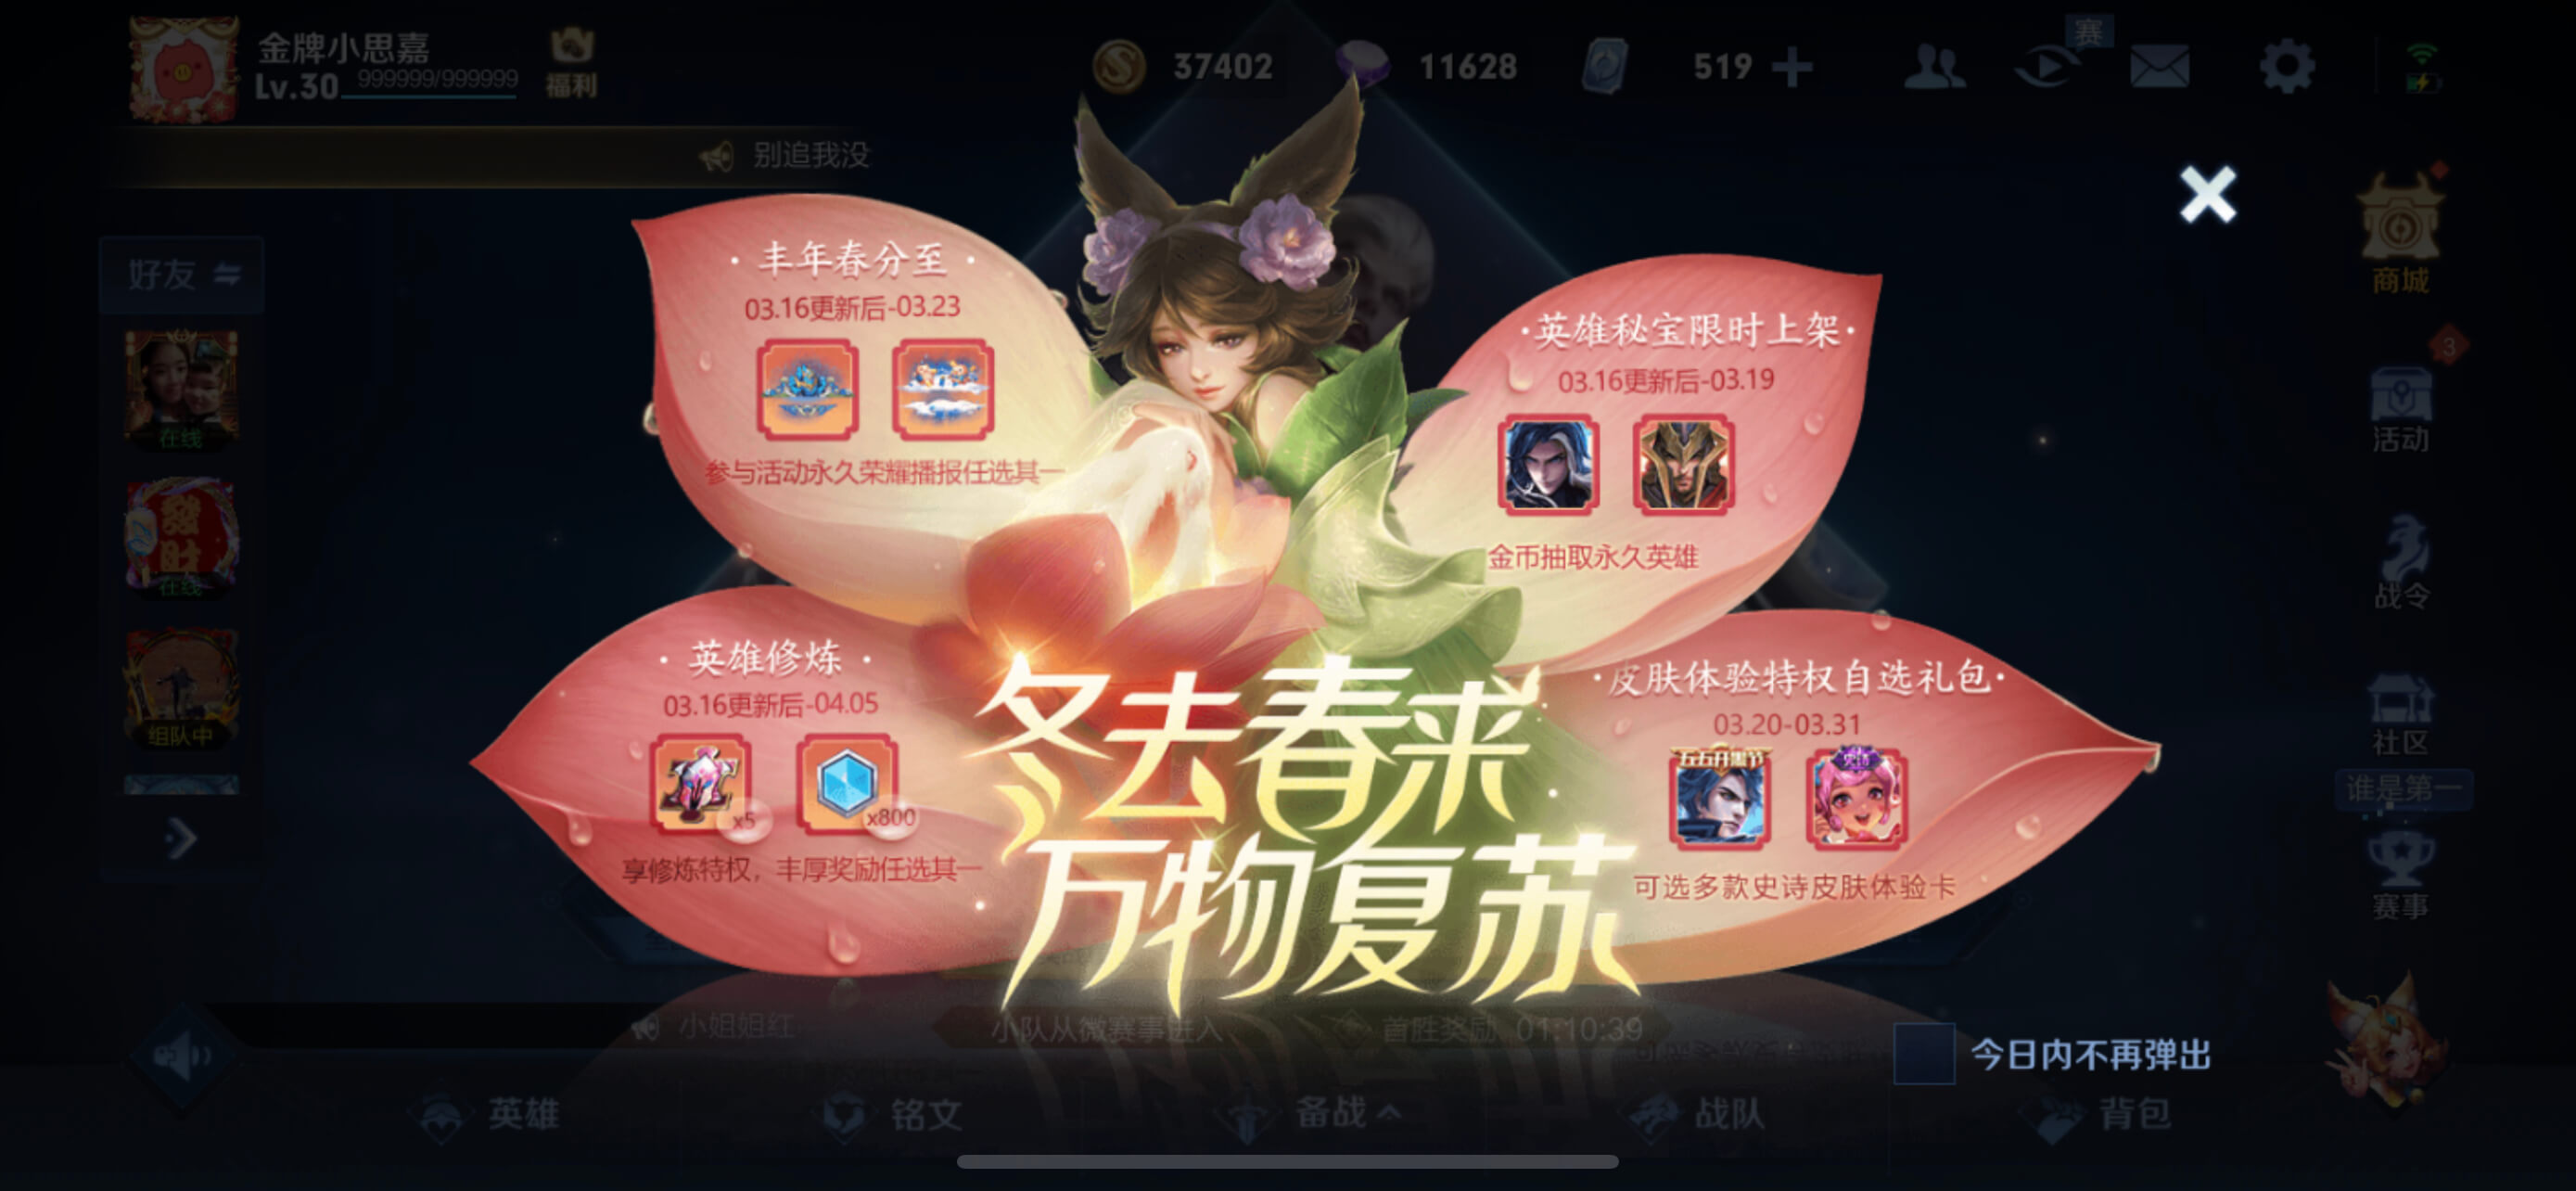 金牌小思嘉
Lv.30 999999/999999
福利
37402
11628
519
赛
别追我没
好友
在线
發財
在线
组队中
· 丰年春分至 ·
03.16更新后-03.23
参与活动永久荣耀播报任选其一
·英雄秘宝限时上架·
03.16更新后-03.19
金币抽取永久英雄
· 英雄修炼 ·
03.16更新后-04.05
x5
x800
享修炼特权，丰厚奖励任选其一
·皮肤体验特权自选礼包·
03.20-03.31
五五开黑节
史诗
可选多款史诗皮肤体验卡
冬去春来
万物复苏
商城
3
活动
战令
社区
谁是第一
赛事
小姐姐红
小队从微赛事进入
首胜奖励 01:10:39
今日内不再弹出
英雄
铭文
备战
战队
背包